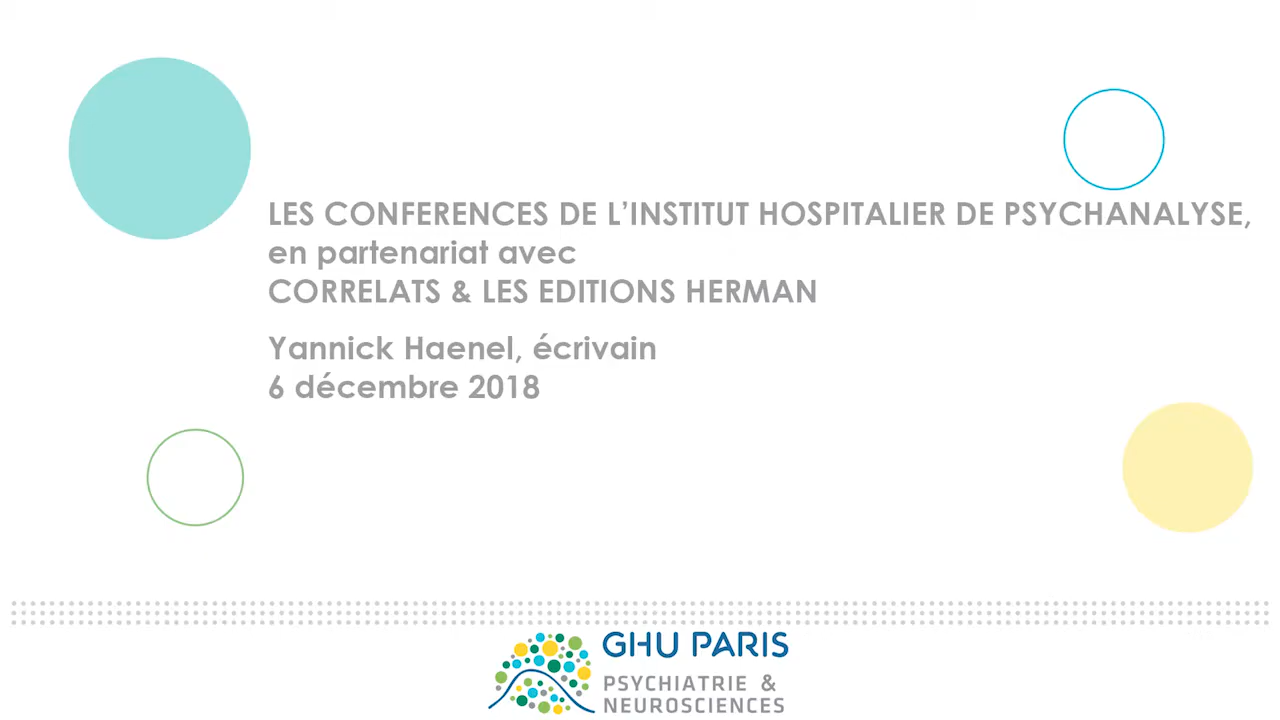 LES CONFERENCES DE L’INSTITUT HOSPITALIER DE PSYCHANALYSE,
en partenariat avec
CORRELATS & LES EDITIONS HERMAN
Yannick Haenel, écrivain
6 décembre 2018
GHU PARIS
PSYCHIATRIE &
NEUROSCIENCES